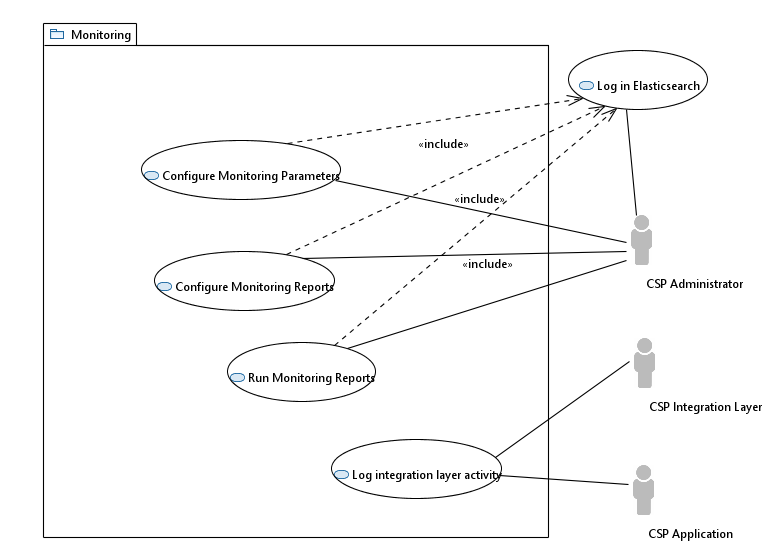 Monitoring
Log in Elasticsearch
«include»
Configure Monitoring Parameters
«include»
«include»
CSP Administrator
Configure Monitoring Reports
Run Monitoring Reports
CSP Integration Layer
Log integration layer activity
CSP Application